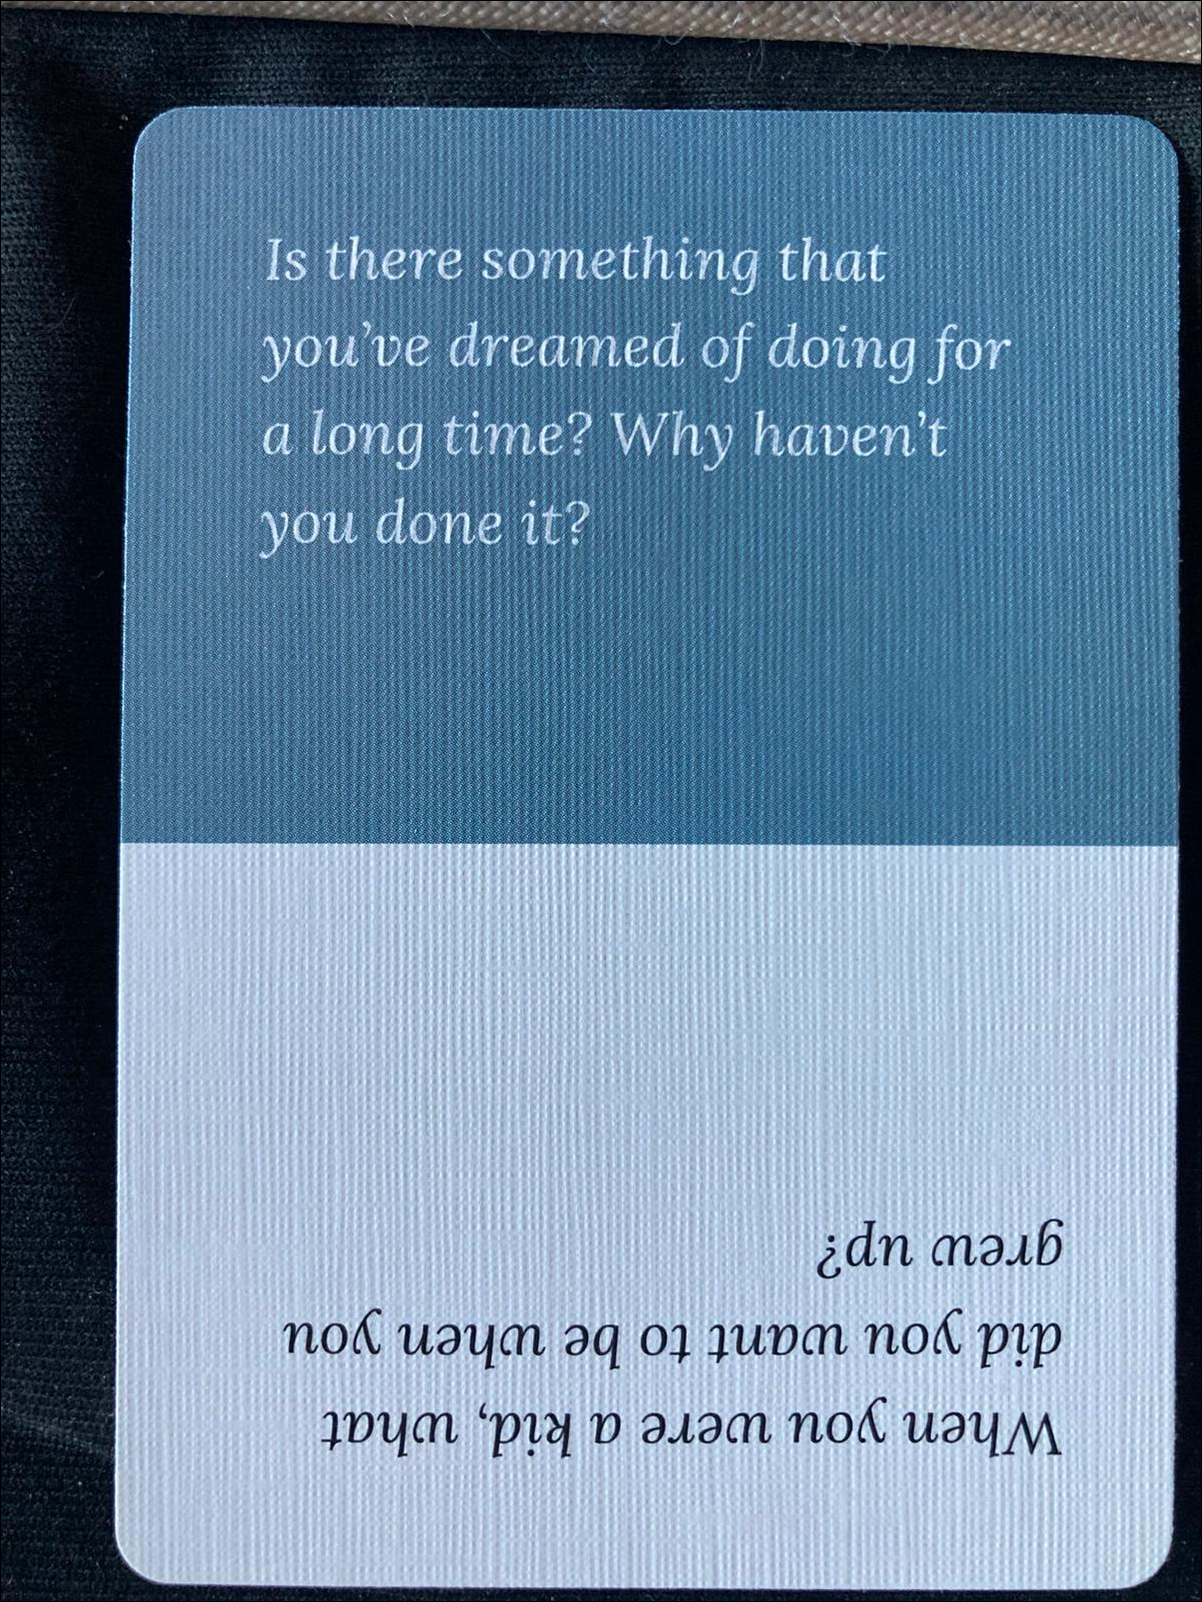 Is there something that
you've dreamed of doing for
a long time? Why haven't
you done it?
When you were a kid, what
did you want to be when you
grew up?